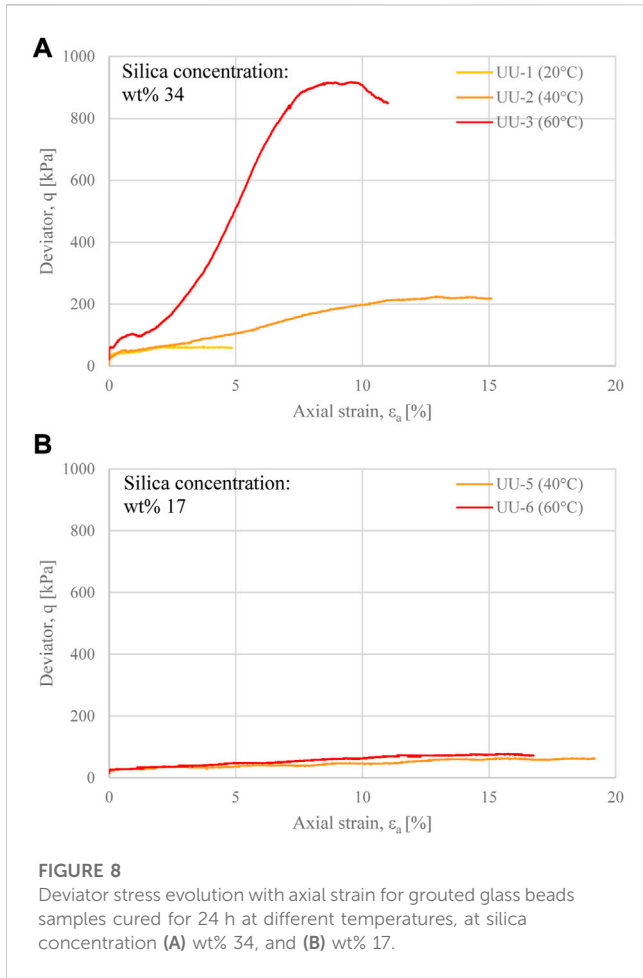 A
Silica concentration:
wt% 34
UU-1 (20°C)
UU-2 (40°C)
UU-3 (60°C)
Deviator, q [kPa]
1000
800
600
400
200
0
0 5 10 15 20
Axial strain, εa [%]
B
Silica concentration:
wt% 17
UU-5 (40°C)
UU-6 (60°C)
Deviator, q [kPa]
1000
800
600
400
200
0
0 5 10 15 20
Axial strain, εa [%]
FIGURE 8
Deviator stress evolution with axial strain for grouted glass beads
samples cured for 24 h at different temperatures, at silica
concentration (A) wt% 34, and (B) wt% 17.